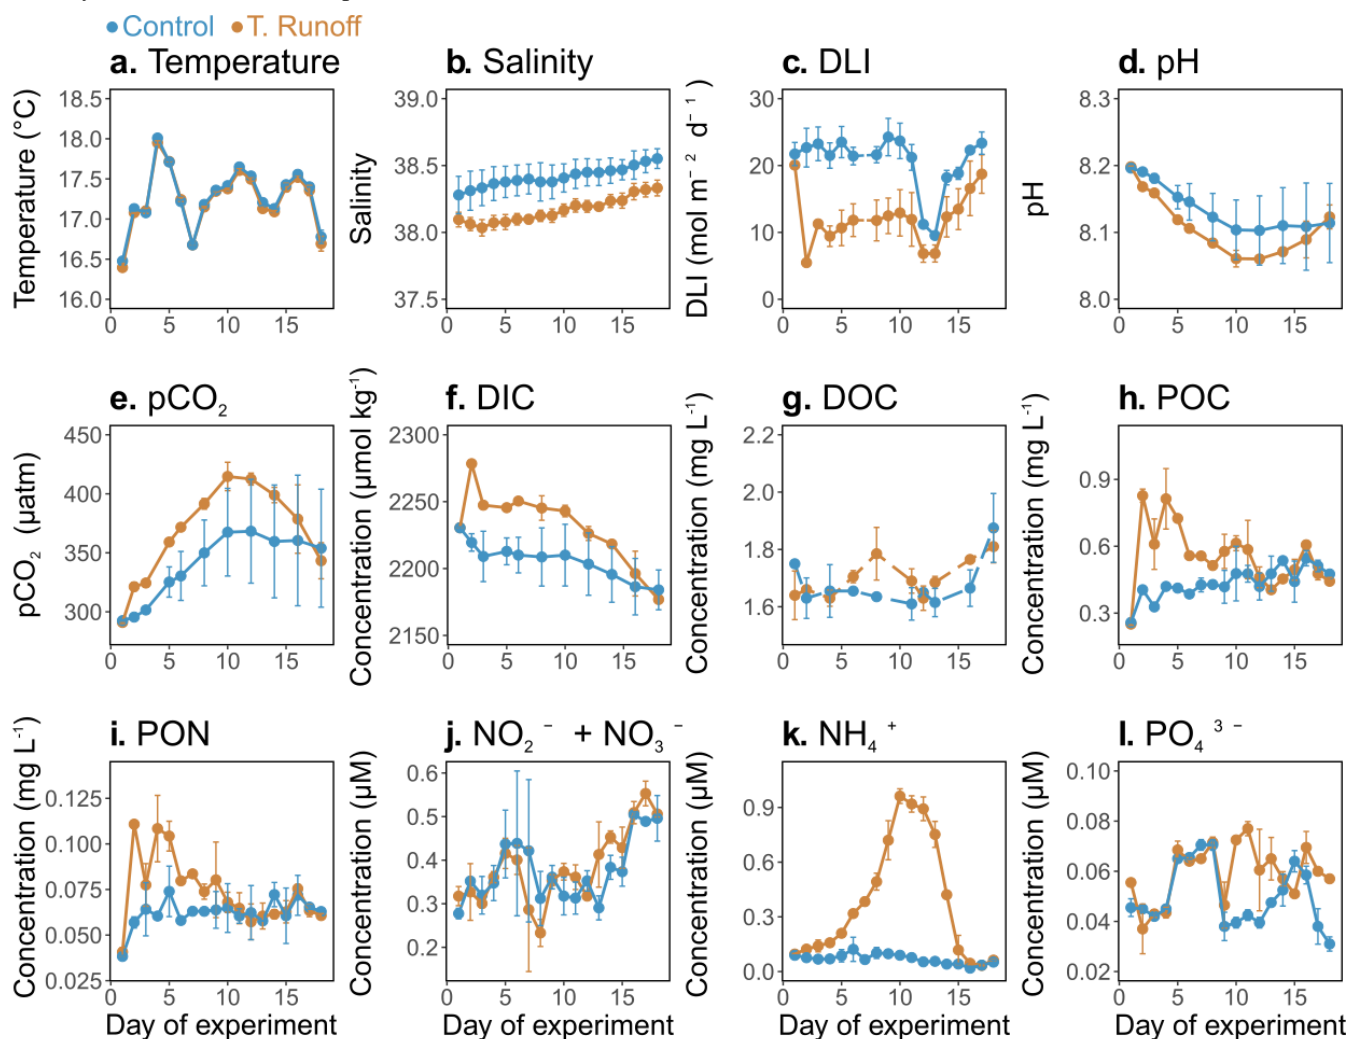 Control T. Runoff
a. Temperature b. Salinity c. DLI d. pH
Temperature (°C)
18.5
18.0
17.5
17.0
16.5
16.0
0 5 10 15
Salinity
39.0
38.5
38.0
37.5
0 5 10 15
DLI (mol m⁻² d⁻¹)
30
20
10
0
0 5 10 15
pH
8.3
8.2
8.1
8.0
0 5 10 15
e. pCO₂ f. DIC g. DOC h. POC
pCO₂ (µatm)
450
400
350
300
0 5 10 15
Concentration (µmol kg⁻¹)
2300
2250
2200
2150
0 5 10 15
Concentration (mg L⁻¹)
2.2
2.0
1.8
1.6
0 5 10 15
Concentration (mg L⁻¹)
0.9
0.6
0.3
0 5 10 15
i. PON j. NO₂⁻ + NO₃⁻ k. NH₄⁺ l. PO₄³⁻
Concentration (mg L⁻¹)
0.125
0.100
0.075
0.050
0.025
0 5 10 15
Day of experiment
Concentration (µM)
0.6
0.5
0.4
0.3
0.2
0 5 10 15
Day of experiment
Concentration (µM)
0.9
0.6
0.3
0.0
0 5 10 15
Day of experiment
Concentration (µM)
0.10
0.08
0.06
0.04
0.02
0 5 10 15
Day of experiment